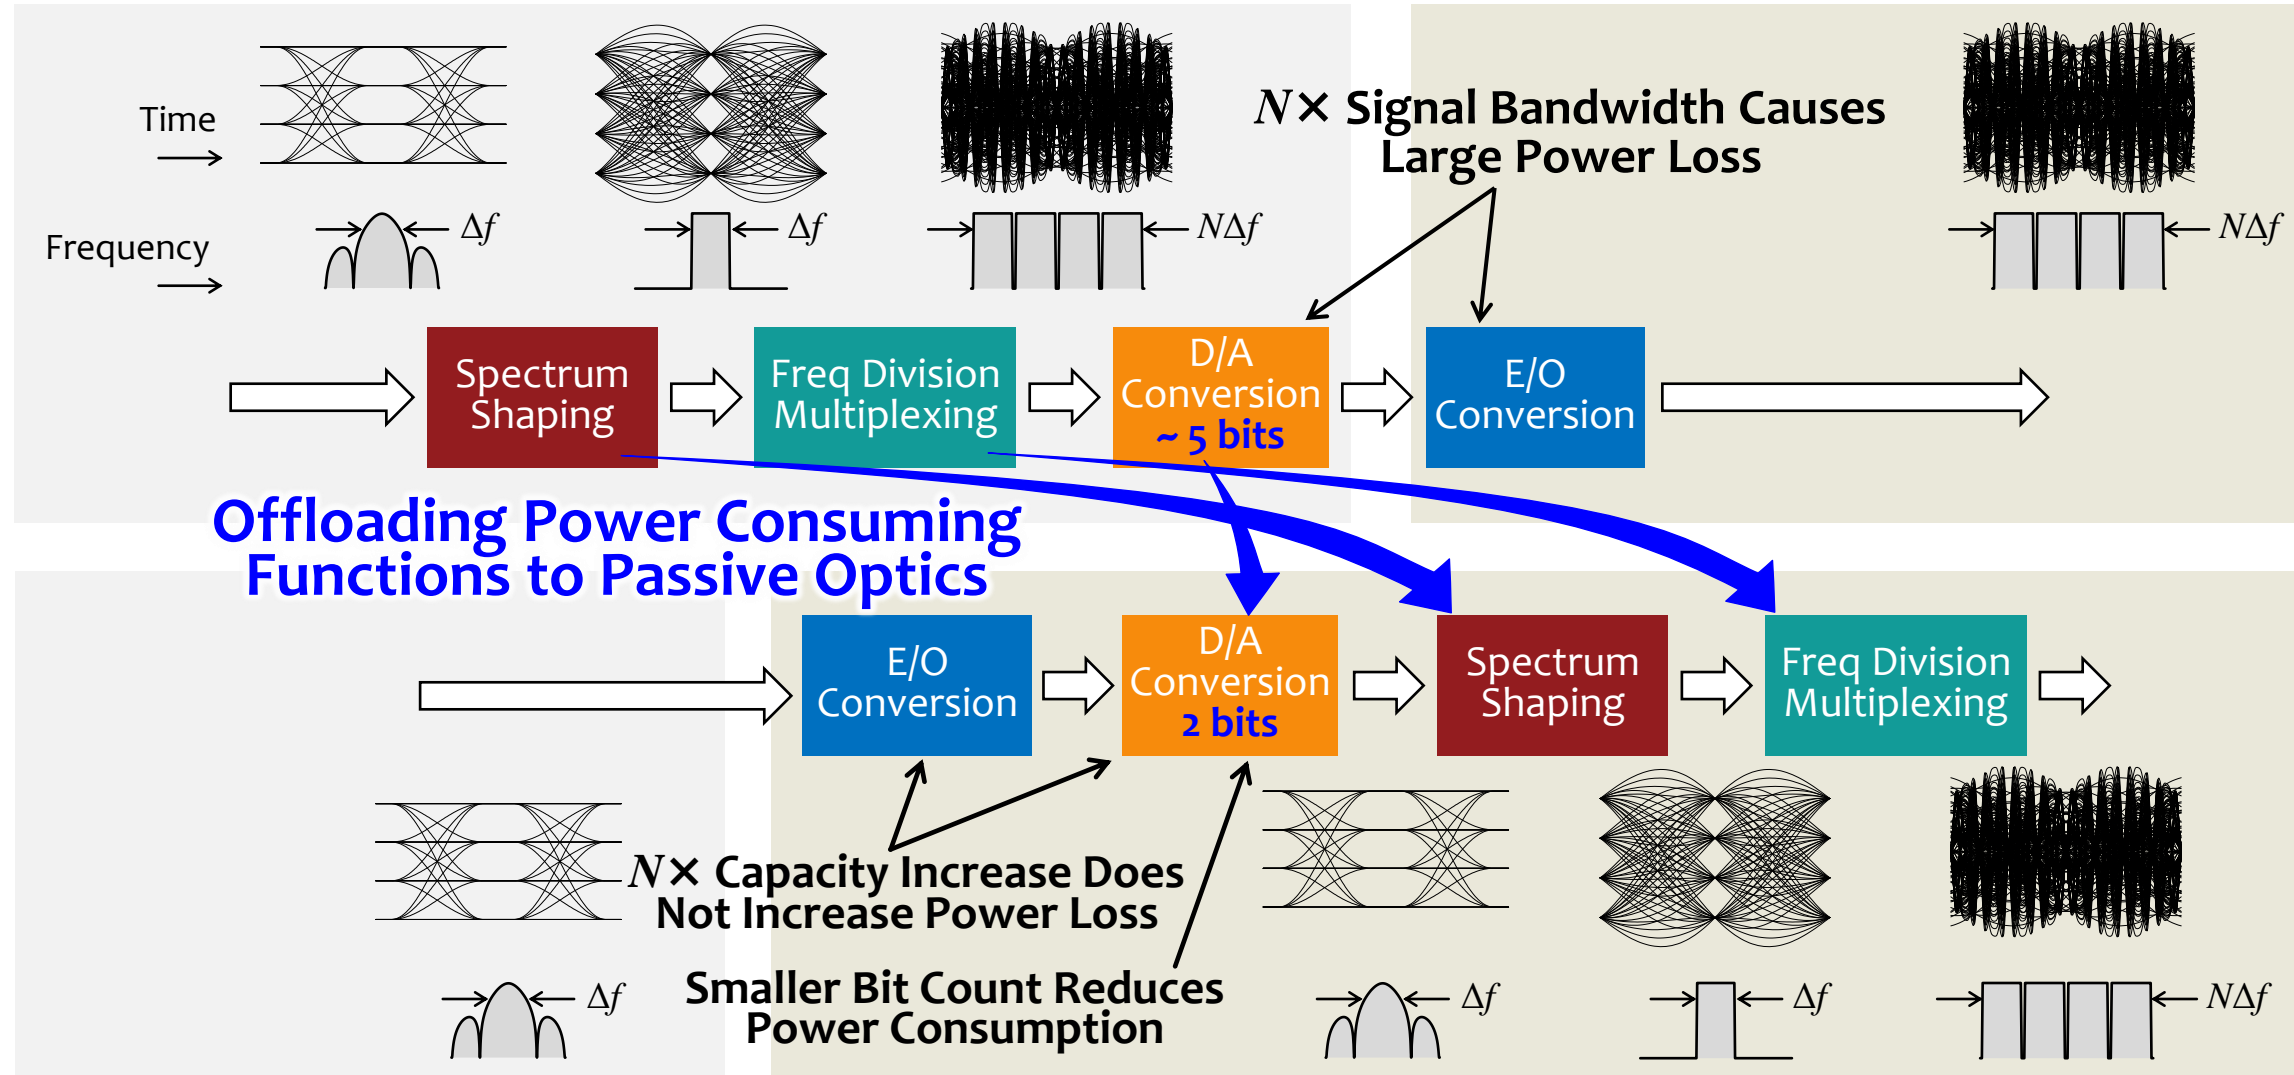 Time
N× Signal Bandwidth Causes
Large Power Loss
Frequency
Δf
Δf
NΔf
NΔf
Spectrum
Shaping
Freq Division
Multiplexing
D/A
Conversion
~ 5 bits
E/O
Conversion
Offloading Power Consuming
Functions to Passive Optics
E/O
Conversion
D/A
Conversion
2 bits
Spectrum
Shaping
Freq Division
Multiplexing
N× Capacity Increase Does
Not Increase Power Loss
Smaller Bit Count Reduces
Power Consumption
Δf
Δf
Δf
NΔf